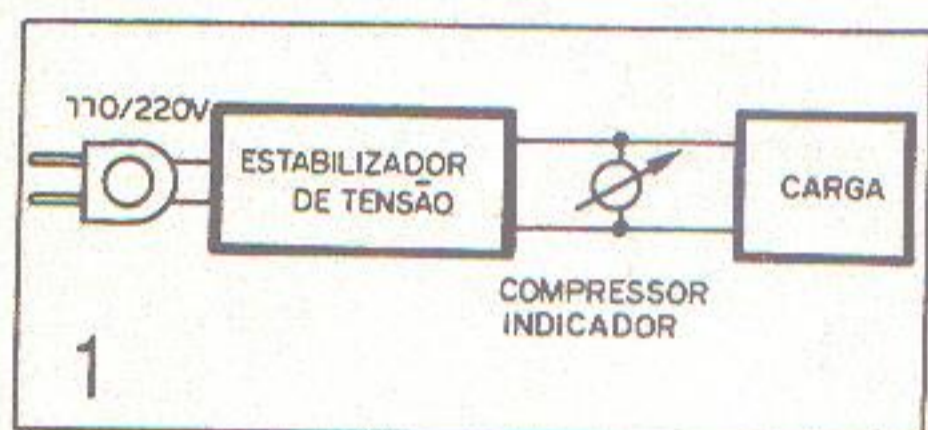 110/220V
ESTABILIZADOR
DE TENSÃO
CARGA
COMPRESSOR
INDICADOR
1